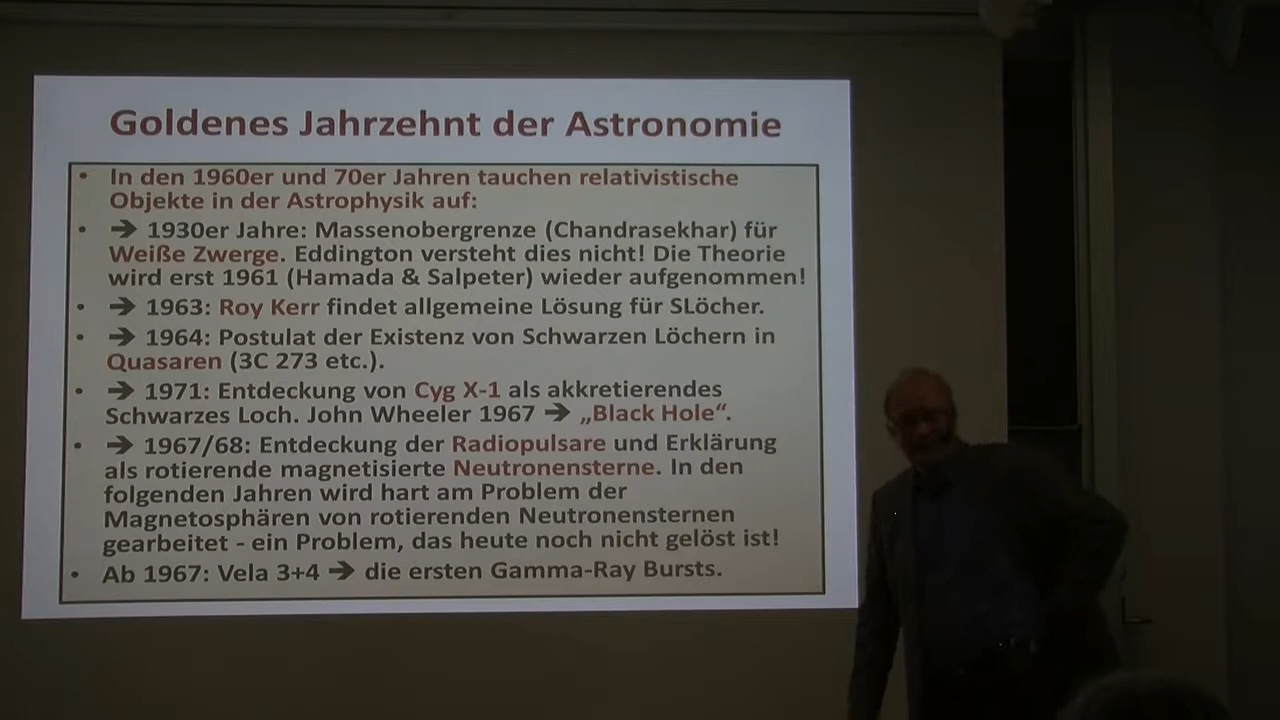 Goldenes Jahrzehnt der Astronomie
• In den 1960er und 70er Jahren tauchen relativistische
Objekte in der Astrophysik auf:
• ➔ 1930er Jahre: Massenobergrenze (Chandrasekhar) für
Weiße Zwerge. Eddington versteht dies nicht! Die Theorie
wird erst 1961 (Hamada & Salpeter) wieder aufgenommen!
• ➔ 1963: Roy Kerr findet allgemeine Lösung für SLöcher.
• ➔ 1964: Postulat der Existenz von Schwarzen Löchern in
Quasaren (3C 273 etc.).
• ➔ 1971: Entdeckung von Cyg X-1 als akkretierendes
Schwarzes Loch. John Wheeler 1967 ➔ „Black Hole“.
• ➔ 1967/68: Entdeckung der Radiopulsare und Erklärung
als rotierende magnetisierte Neutronensterne. In den
folgenden Jahren wird hart am Problem der
Magnetosphären von rotierenden Neutronensternen
gearbeitet - ein Problem, das heute noch nicht gelöst ist!
• Ab 1967: Vela 3+4 ➔ die ersten Gamma-Ray Bursts.